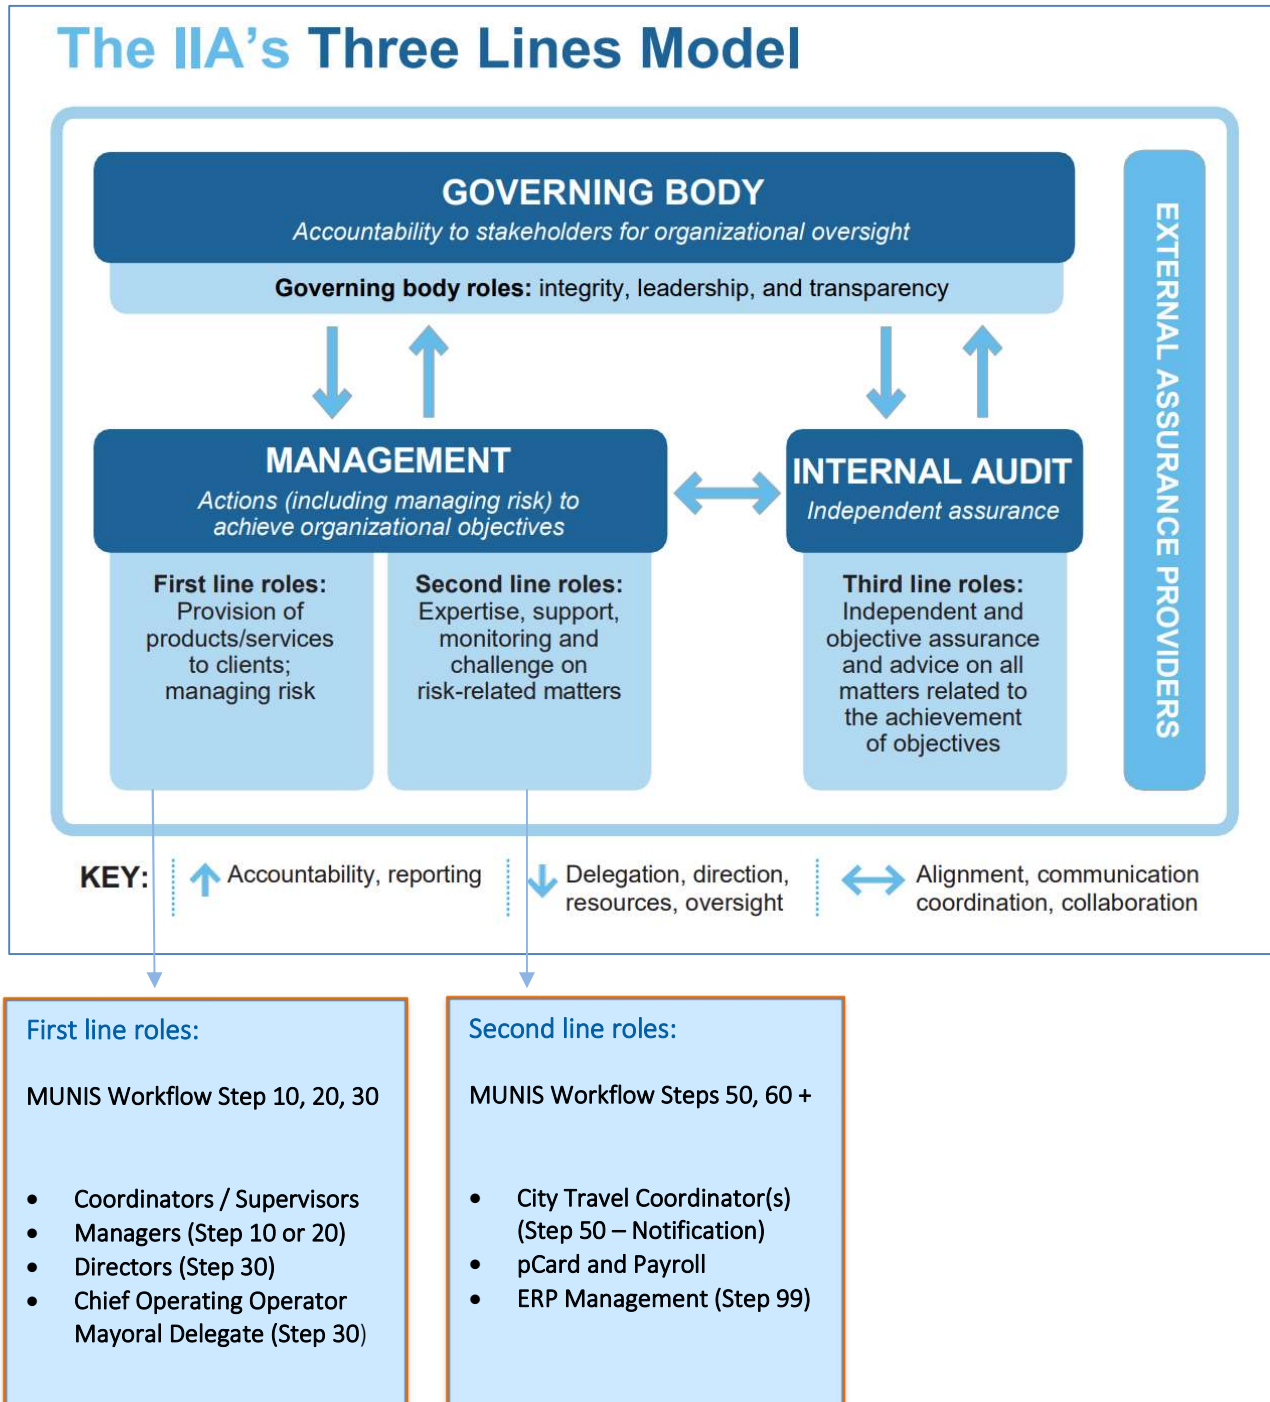 The IIA's Three Lines Model
GOVERNING BODY
Accountability to stakeholders for organizational oversight
Governing body roles: integrity, leadership, and transparency
MANAGEMENT
Actions (including managing risk) to
achieve organizational objectives
First line roles:
Provision of
products/services
to clients;
managing risk
Second line roles:
Expertise, support,
monitoring and
challenge on
risk-related matters
INTERNAL AUDIT
Independent assurance
Third line roles:
Independent and
objective assurance
and advice on all
matters related to
the achievement
of objectives
EXTERNAL ASSURANCE PROVIDERS
KEY:
Accountability, reporting
Delegation, direction,
resources, oversight
Alignment, communication
coordination, collaboration
First line roles:
MUNIS Workflow Step 10, 20, 30
• Coordinators / Supervisors
• Managers (Step 10 or 20)
• Directors (Step 30)
• Chief Operating Operator
Mayoral Delegate (Step 30)
Second line roles:
MUNIS Workflow Steps 50, 60 +
• City Travel Coordinator(s)
(Step 50 – Notification)
• pCard and Payroll
• ERP Management (Step 99)